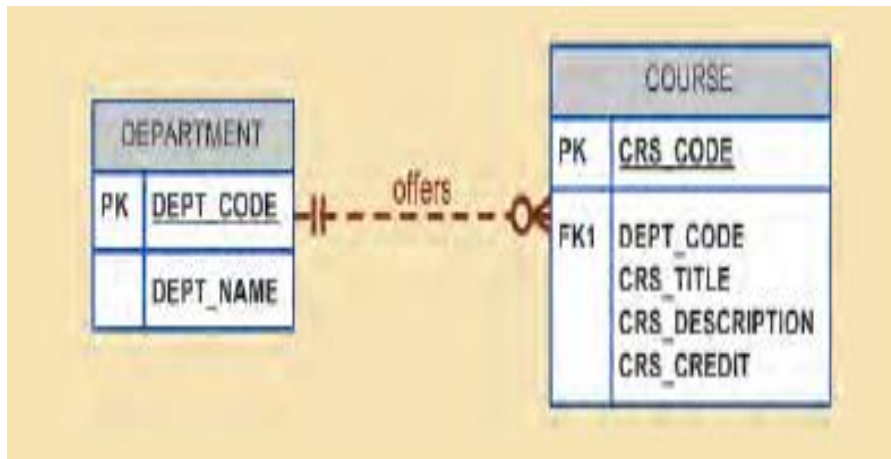 DEPARTMENT
PK DEPT_CODE
DEPT_NAME
offers
COURSE
PK CRS_CODE
FK1 DEPT_CODE
CRS_TITLE
CRS_DESCRIPTION
CRS_CREDIT